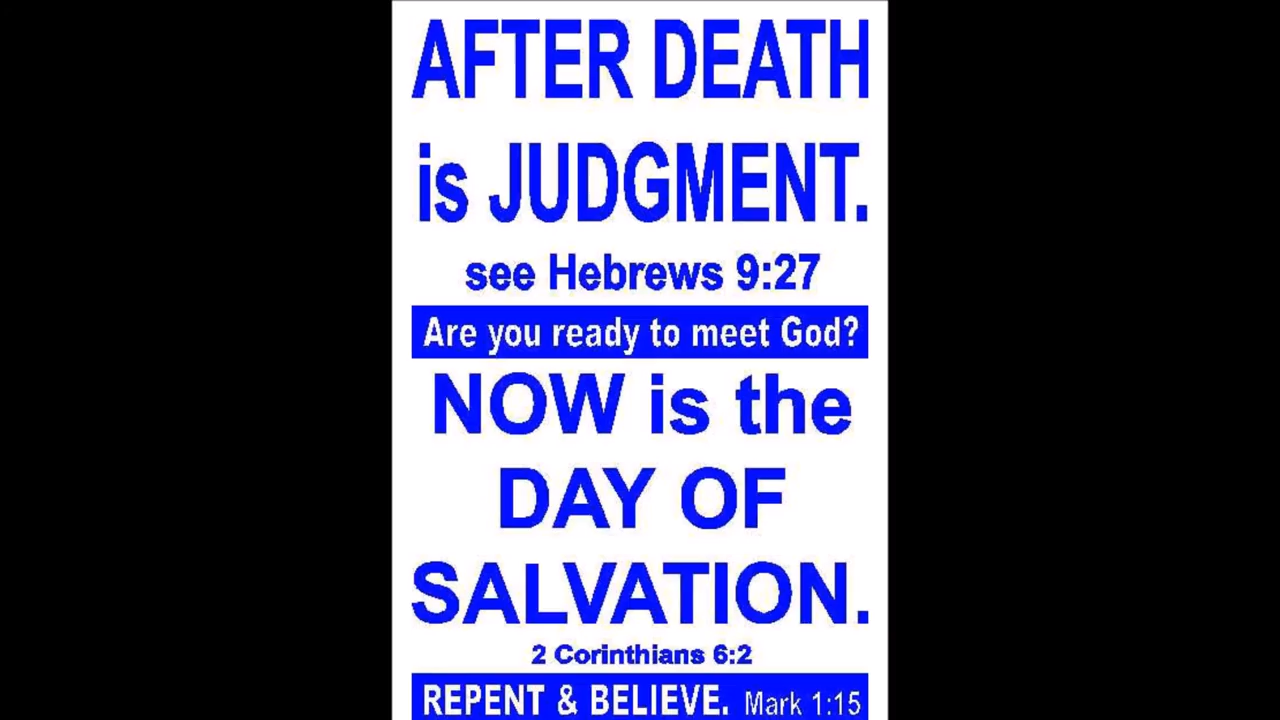 AFTER DEATH
is JUDGMENT.
see Hebrews 9:27
Are you ready to meet God?
NOW is the
DAY OF
SALVATION.
2 Corinthians 6:2
REPENT & BELIEVE. Mark 1:15